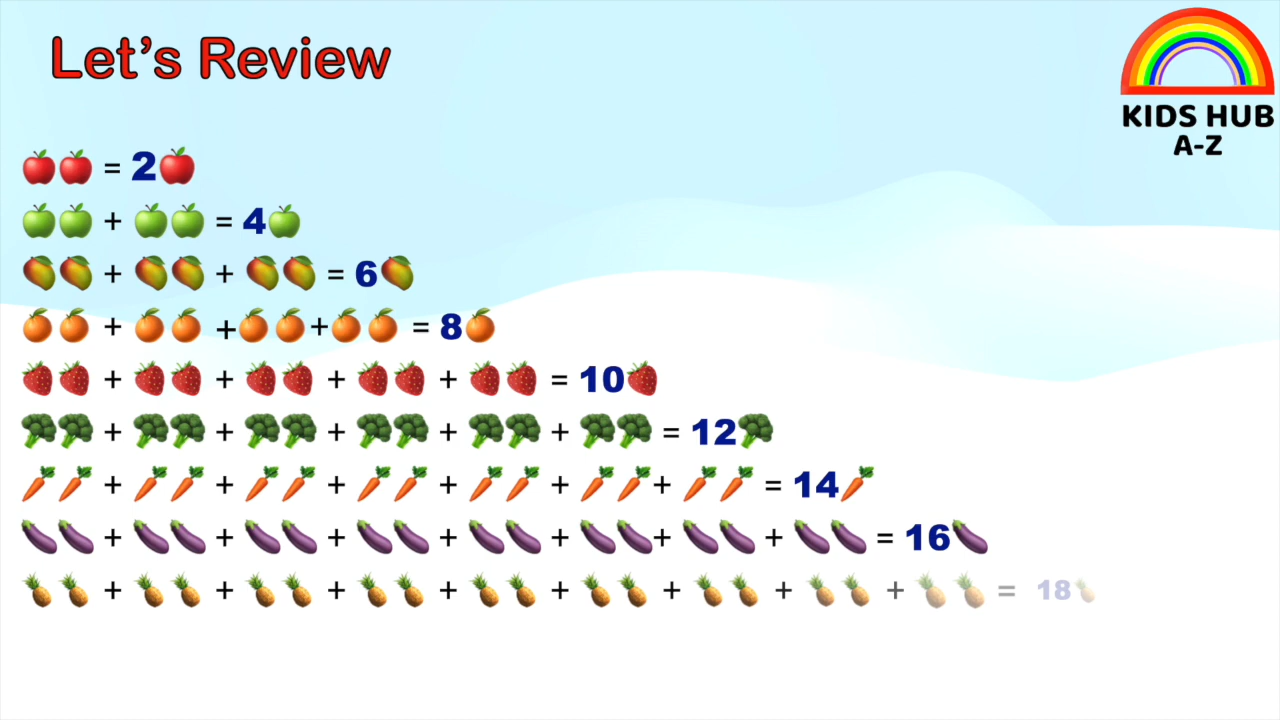 Let's Review
KIDS HUB
A-Z
= 2
+ = 4
+ + = 6
+ + + = 8
+ + + + = 10
+ + + + + = 12
+ + + + + + = 14
+ + + + + + + = 16
+ + + + + + + + = 18